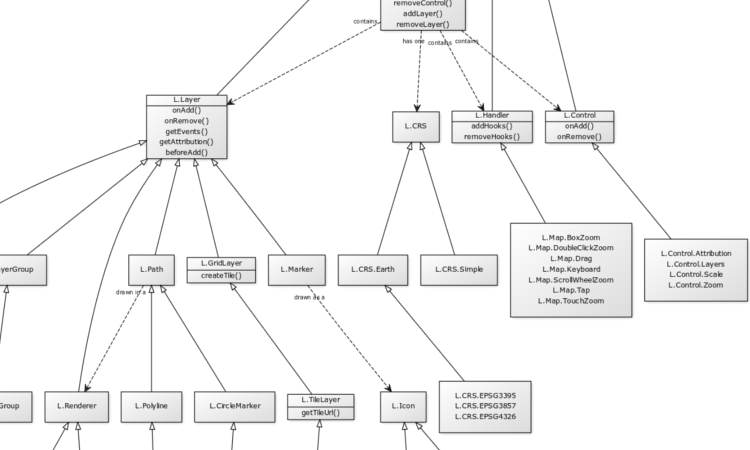 removeControl()
addLayer()
removeLayer()
contains
has one
contains
contains
L.Layer
onAdd()
onRemove()
getEvents()
getAttribution()
beforeAdd()
L.CRS
L.Handler
addHooks()
removeHooks()
L.Control
onAdd()
onRemove()
L.Map.BoxZoom
L.Map.DoubleClickZoom
L.Map.Drag
L.Map.Keyboard
L.Map.ScrollWheelZoom
L.Map.Tap
L.Map.TouchZoom
L.Control.Attribution
L.Control.Layers
L.Control.Scale
L.Control.Zoom
yerGroup
L.Path
L.GridLayer
createTile()
L.Marker
L.CRS.Earth
L.CRS.Simple
drawn in a
drawn as a
Group
L.Renderer
L.Polyline
L.CircleMarker
L.TileLayer
getTileUrl()
L.Icon
L.CRS.EPSG3395
L.CRS.EPSG3857
L.CRS.EPSG4326